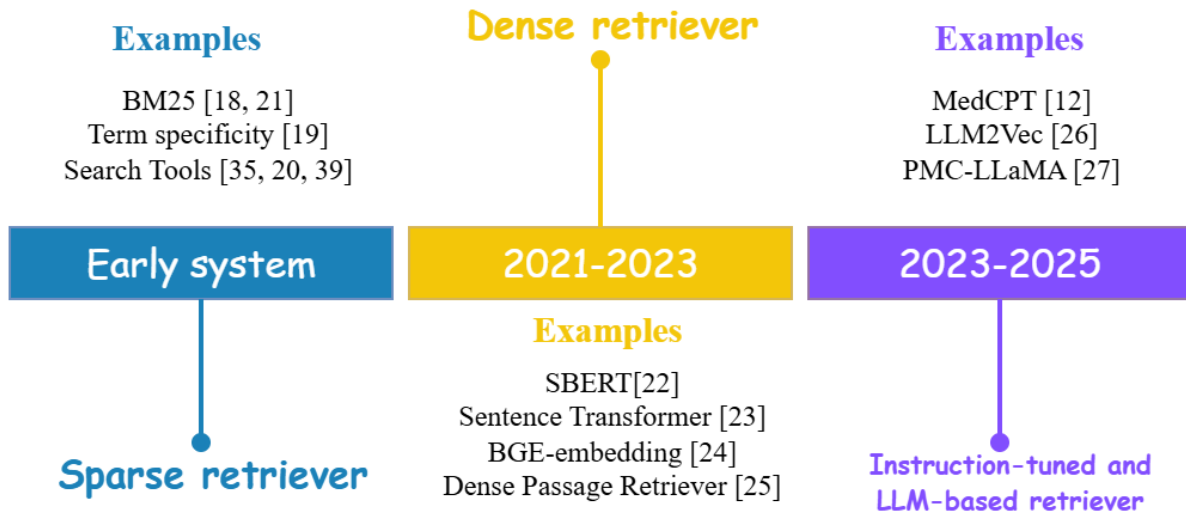 Examples
BM25 [18, 21]
Term specificity [19]
Search Tools [35, 20, 39]
Early system
Sparse retriever
Dense retriever
2021-2023
Examples
SBERT[22]
Sentence Transformer [23]
BGE-embedding [24]
Dense Passage Retriever [25]
Examples
MedCPT [12]
LLM2Vec [26]
PMC-LLaMA [27]
2023-2025
Instruction-tuned and
LLM-based retriever